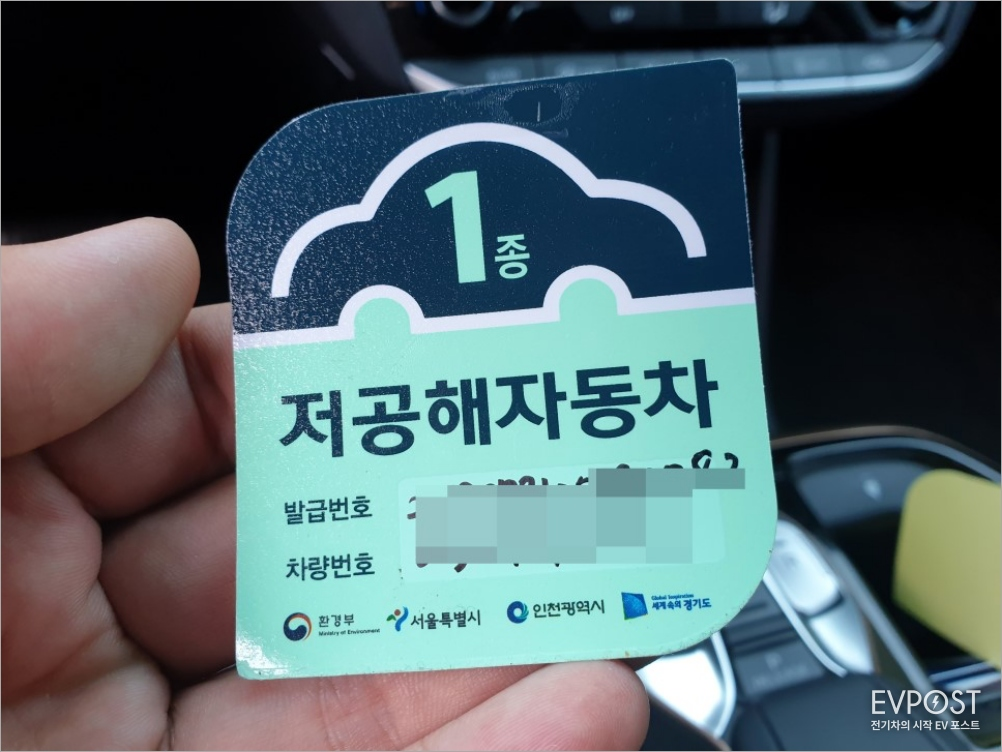 1종
저공해자동차
발급번호
차량번호
환경부
Ministry of Environment
서울특별시
인천광역시
Global Inspiration
세계속의 경기도
EVPOST
전기차의 시작 EV 포스트